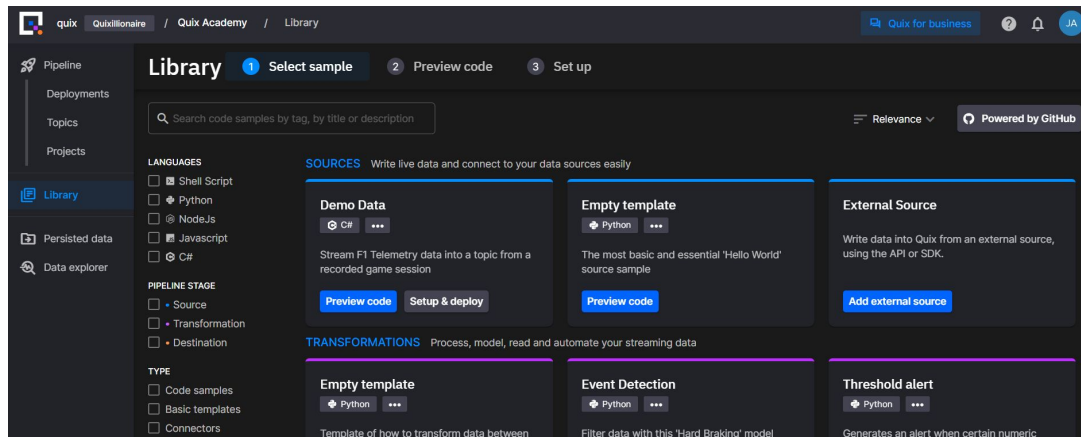 quix Quixillionaire / Quix Academy / Library
Quix for business
JA
Pipeline
Deployments
Topics
Projects
Library
Persisted data
Data explorer
Library 1 Select sample 2 Preview code 3 Set up
Search code samples by tag, by title or description
Relevance
Powered by GitHub
LANGUAGES
Shell Script
Python
NodeJs
Javascript
C#
PIPELINE STAGE
Source
Transformation
Destination
TYPE
Code samples
Basic templates
Connectors
SOURCES Write live data and connect to your data sources easily
Demo Data
C#
Stream F1 Telemetry data into a topic from a
recorded game session
Preview code Setup & deploy
Empty template
Python
The most basic and essential 'Hello World'
source sample
Preview code
External Source
Write data into Quix from an external source,
using the API or SDK.
Add external source
TRANSFORMATIONS Process, model, read and automate your streaming data
Empty template
Python
Template of how to transform data between
Event Detection
Python
Filter data with this 'Hard Braking' model
Threshold alert
Python
Generates an alert when certain numeric